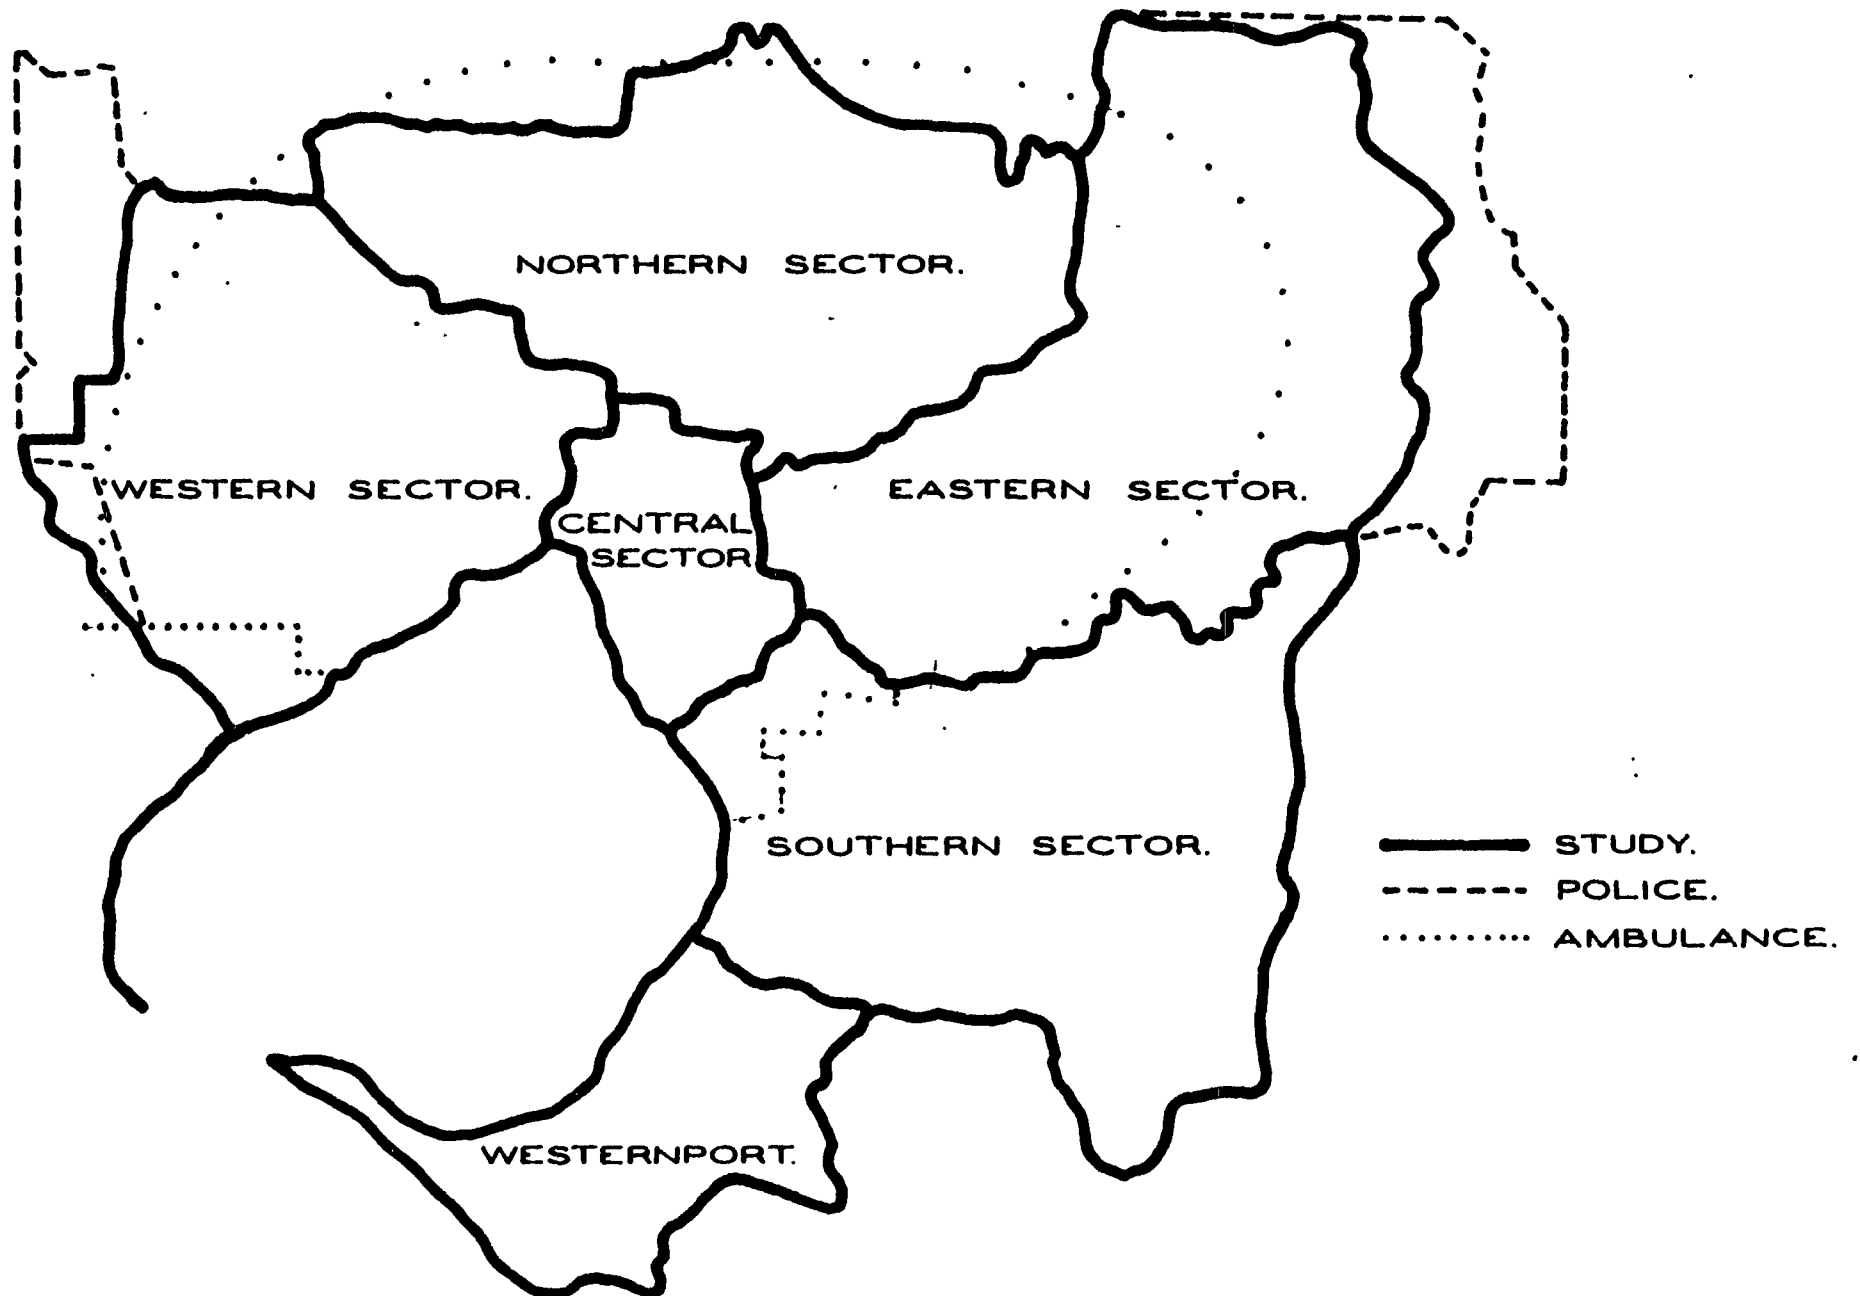 NORTHERN SECTOR.
WESTERN SECTOR.
EASTERN SECTOR.
CENTRAL
SECTOR
SOUTHERN SECTOR.
STUDY.
POLICE.
AMBULANCE.
WESTERNPORT.